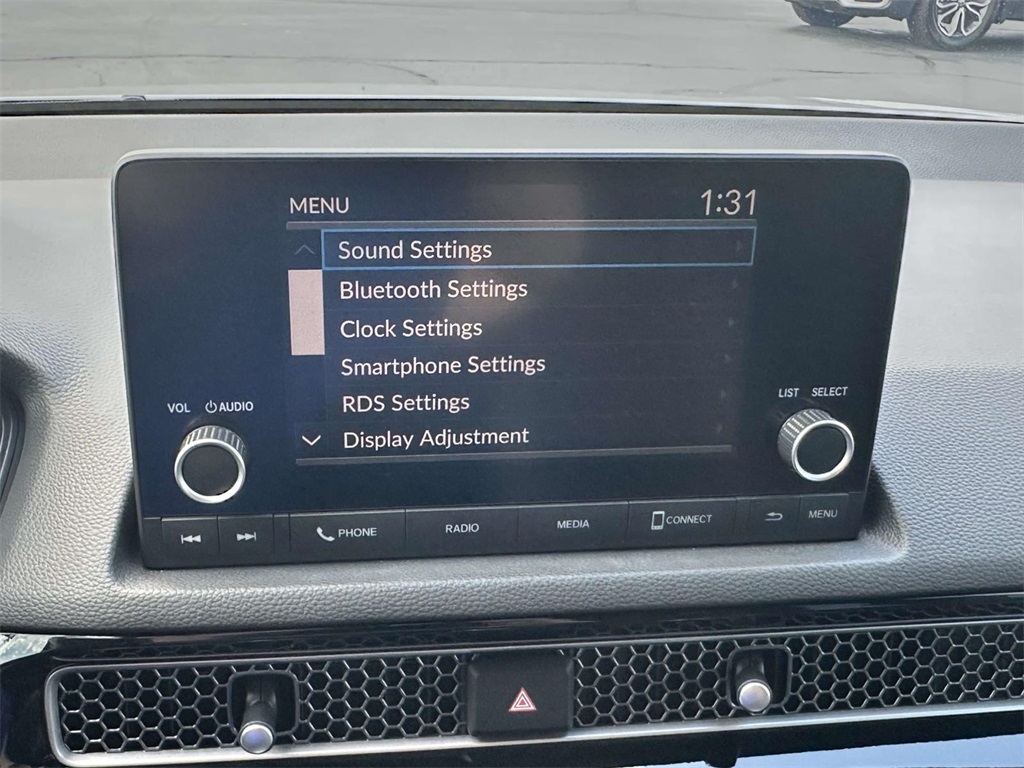 MENU 1:31
Sound Settings
Bluetooth Settings
Clock Settings
Smartphone Settings
RDS Settings
Display Adjustment
VOL AUDIO
LIST SELECT
PHONE RADIO MEDIA CONNECT MENU